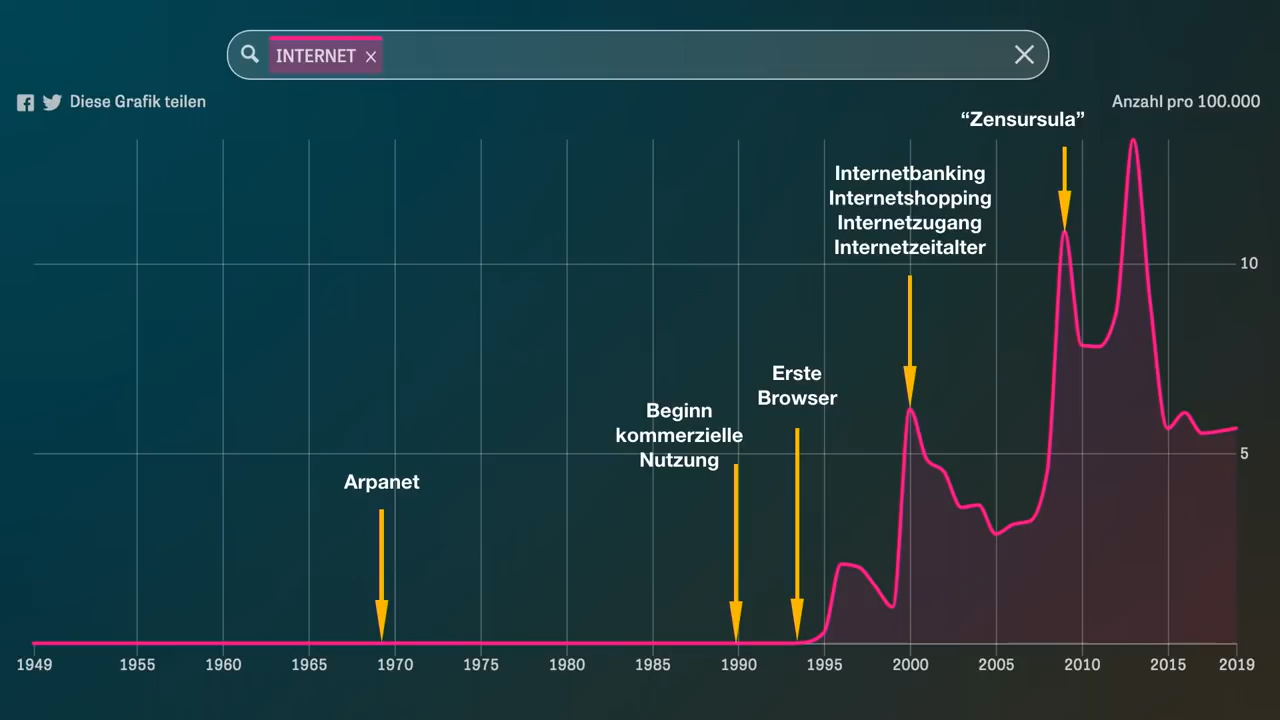 INTERNET ×
Diese Grafik teilen
Anzahl pro 100.000
“Zensursula”
Internetbanking
Internetshopping
Internetzugang
Internetzeitalter
10
Erste
Browser
Beginn
kommerzielle
Nutzung
5
Arpanet
1949 1955 1960 1965 1970 1975 1980 1985 1990 1995 2000 2005 2010 2015 2019